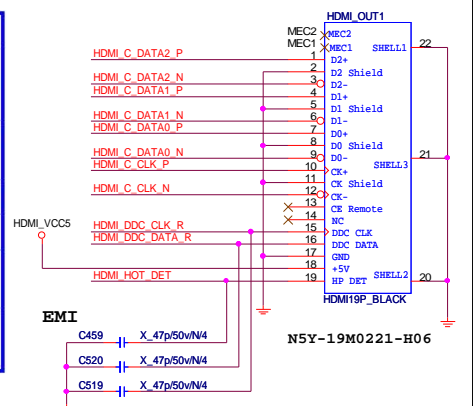 HDMI_OUT1
MEC2 MEC2
MEC1 MEC1 SHELL1 22
HDMI_C_DATA2_P 1 D2+
2 D2 Shield
HDMI_C_DATA2_N 3 D2-
HDMI_C_DATA1_P 4 D1+
5 D1 Shield
HDMI_C_DATA1_N 6 D1-
HDMI_C_DATA0_P 7 D0+
8 D0 Shield
HDMI_C_DATA0_N 9 D0- 21
HDMI_C_CLK_P 10 CK+ SHELL3
11 CK Shield
HDMI_C_CLK_N 12 CK-
13 CE Remote
14 NC
HDMI_VCC5 HDMI_DDC_CLK_R 15 DDC CLK
HDMI_DDC_DATA_R 16 DDC DATA
17 GND
18 +5V
HDMI_HOT_DET 19 HP DET SHELL2 20
HDMI19P_BLACK
EMI
N5Y-19M0221-H06
C459 X_47p/50v/N/4
C520 X_47p/50v/N/4
C519 X_47p/50v/N/4